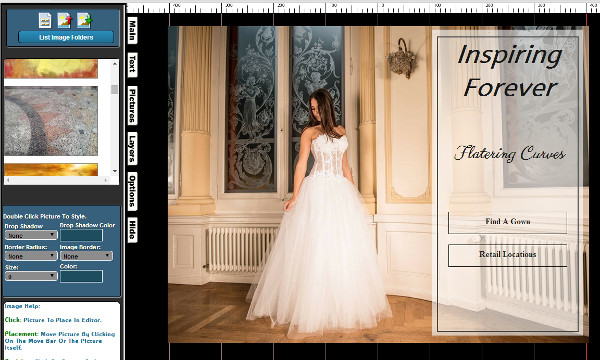 List Image Folders
Double Click Picture To Style.
Drop Shadow
Drop Shadow Color
None
Border Radius:
Image Border:
None
None
Size:
Color:
0
Image Help:
Click: Picture To Place In Editor.
Placement: Move Picture By Clicking
On The Move Bar Or The Picture
Itself.
Main
Text
Pictures
Layers
Options
Hide
Inspiring
Forever
Flatering Curves
Find A Gown
Retail Locations